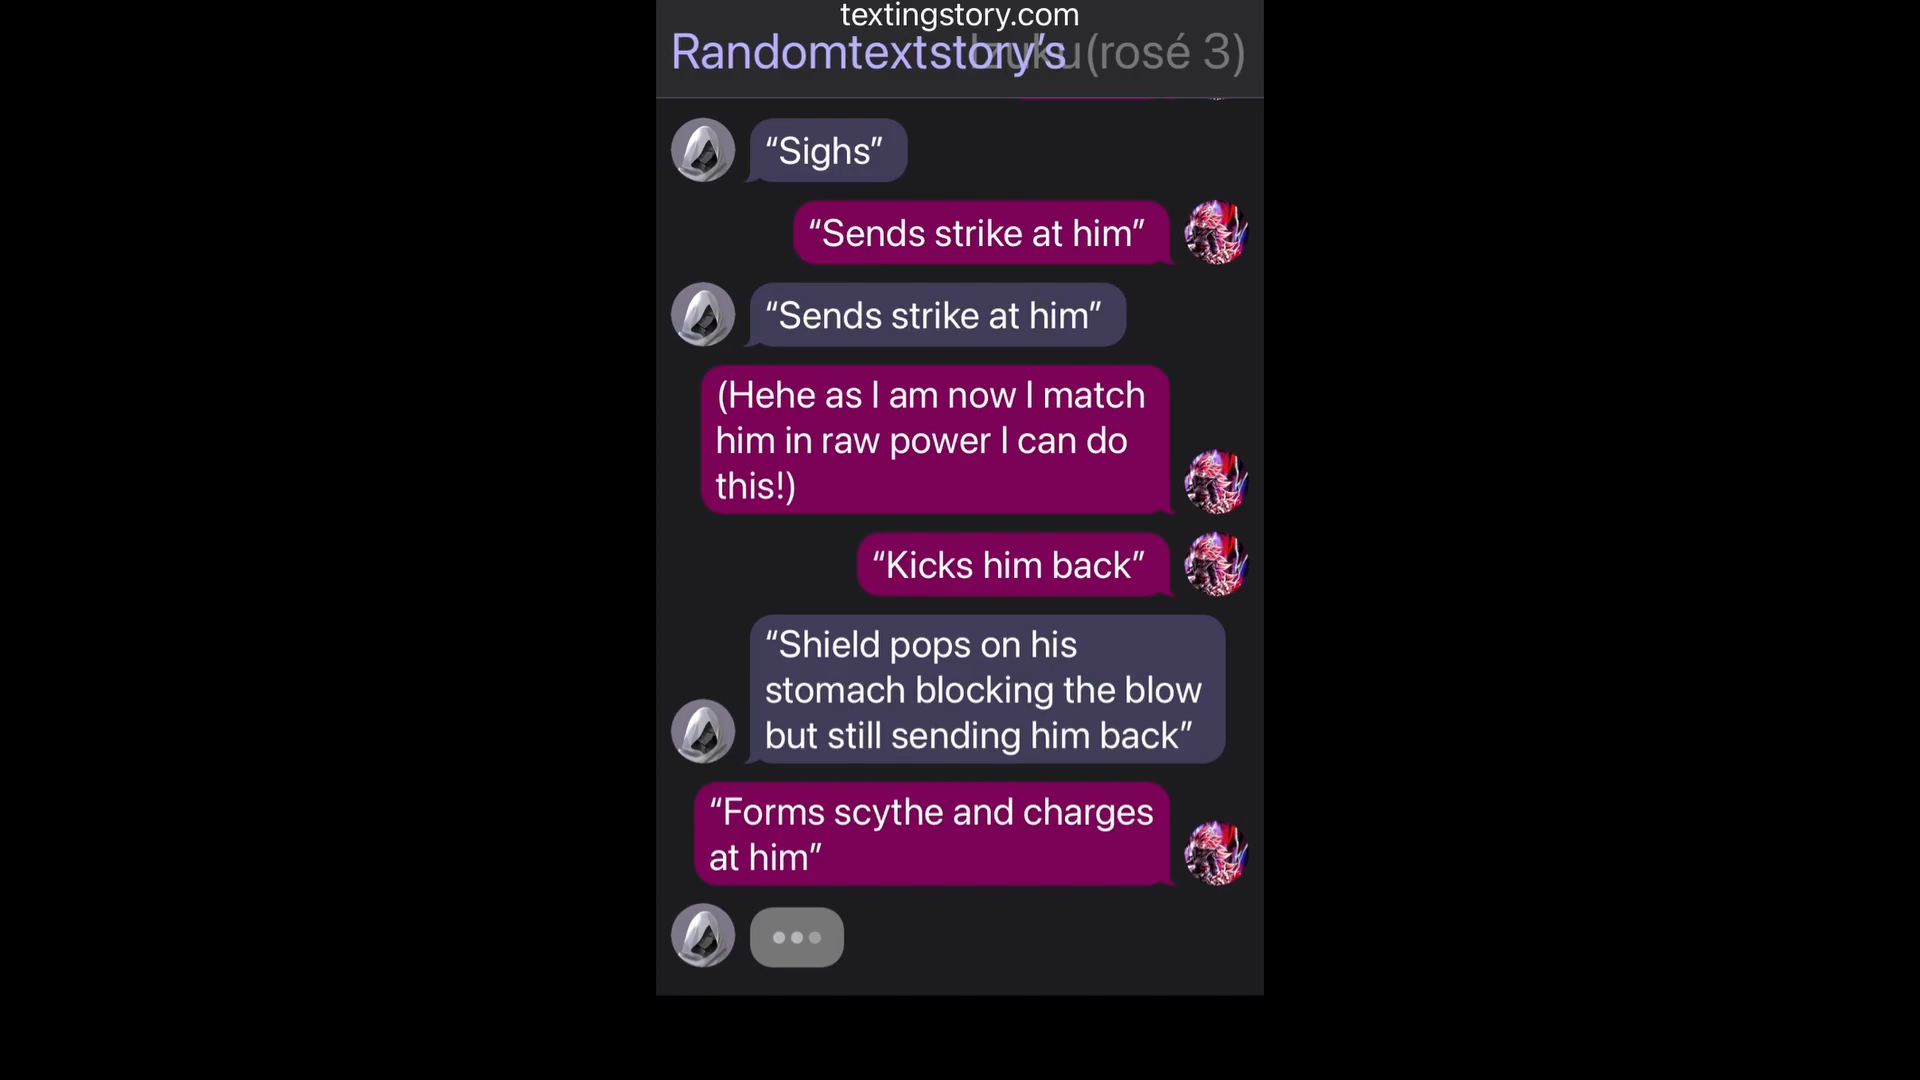 textingstory.com
Randomtextstory’s
Izuku(rosé 3)
“Sighs”
“Sends strike at him”
“Sends strike at him”
(Hehe as I am now I match
him in raw power I can do
this!)
“Kicks him back”
“Shield pops on his
stomach blocking the blow
but still sending him back”
“Forms scythe and charges
at him”